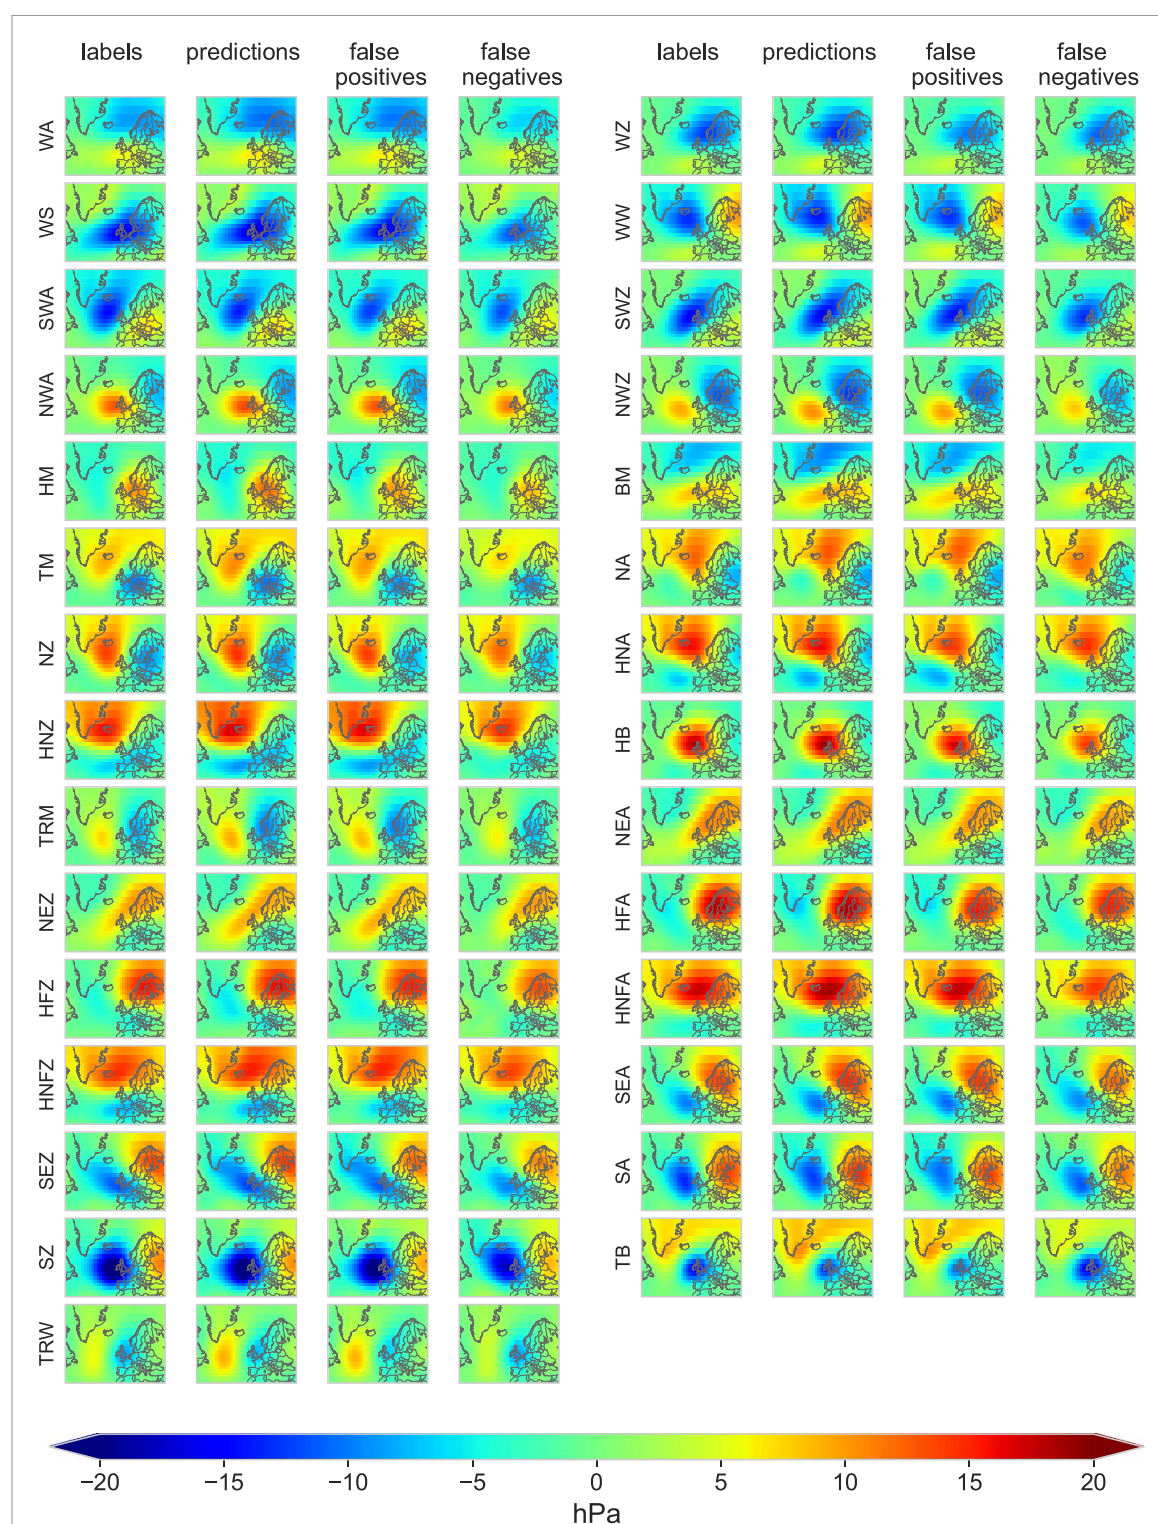 labels predictions false positives false negatives labels predictions false positives false negatives
WA WZ
WS WW
SWA SWZ
NWA NWZ
HM BM
TM NA
NZ HNA
HNZ HB
TRM NEA
NEZ HFA
HFZ HNFA
HNFZ SEA
SEZ SA
SZ TB
TRW
−20 −15 −10 −5 0 5 10 15 20
hPa